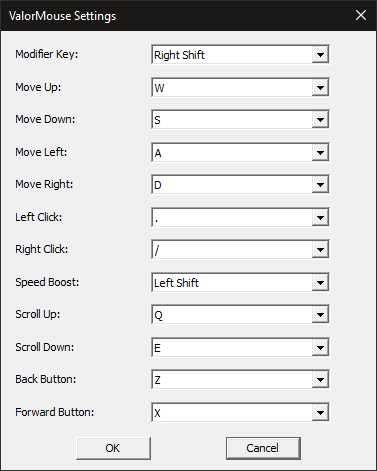 ValorMouse Settings
Modifier Key: Right Shift
Move Up: W
Move Down: S
Move Left: A
Move Right: D
Left Click: .
Right Click: /
Speed Boost: Left Shift
Scroll Up: Q
Scroll Down: E
Back Button: Z
Forward Button: X
OK Cancel